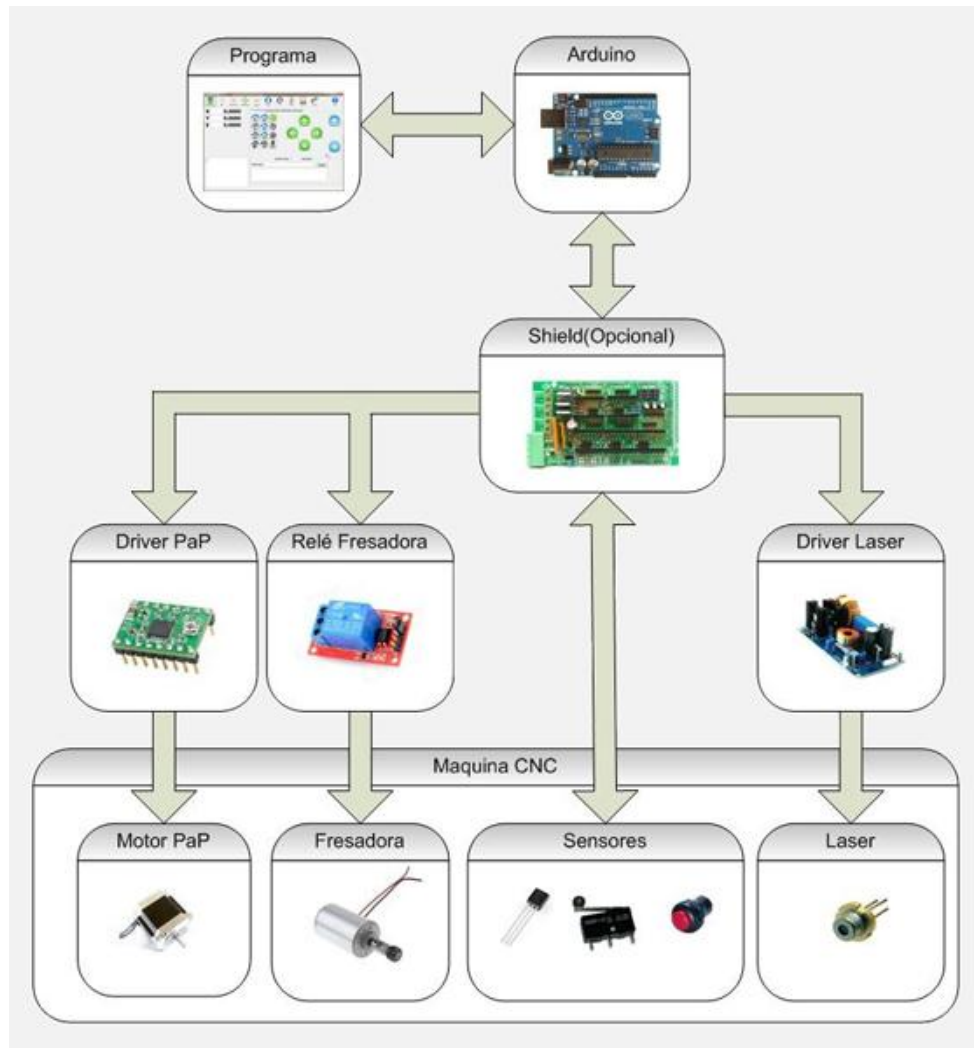 Programa
Arduino
Shield(Opcional)
Driver PaP
Relé Fresadora
Driver Laser
Maquina CNC
Motor PaP
Fresadora
Sensores
Laser